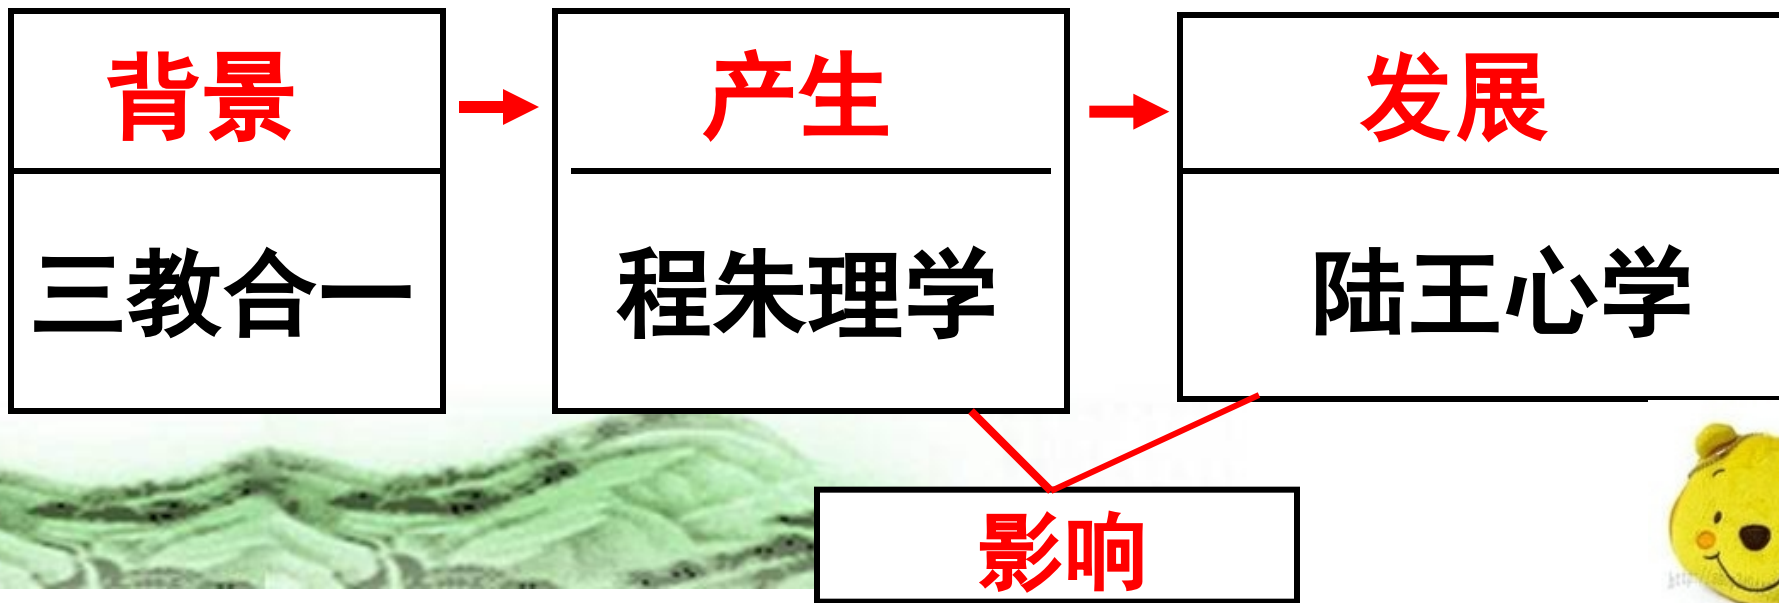 背景
产生
发展
三教合一
程朱理学
陆王心学
影响